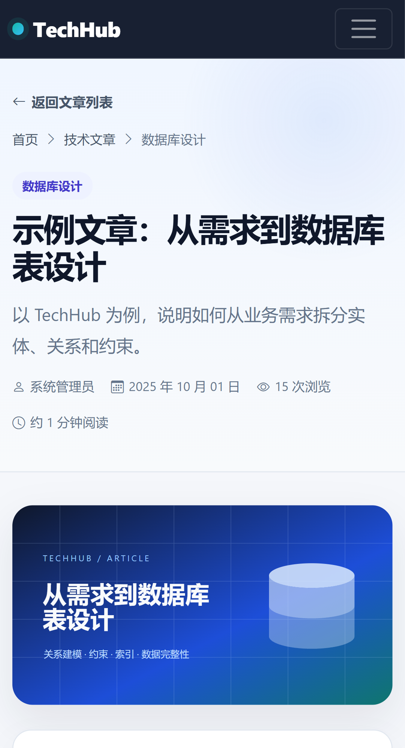 TechHub
← 返回文章列表
首页 > 技术文章 > 数据库设计
数据库设计
示例文章：从需求到数据库
表设计
以 TechHub 为例，说明如何从业务需求拆分实
体、关系和约束。
系统管理员 2025 年 10 月 01 日 15 次浏览
约 1 分钟阅读
TECHHUB / ARTICLE
从需求到数据库
表设计
关系建模 · 约束 · 索引 · 数据完整性